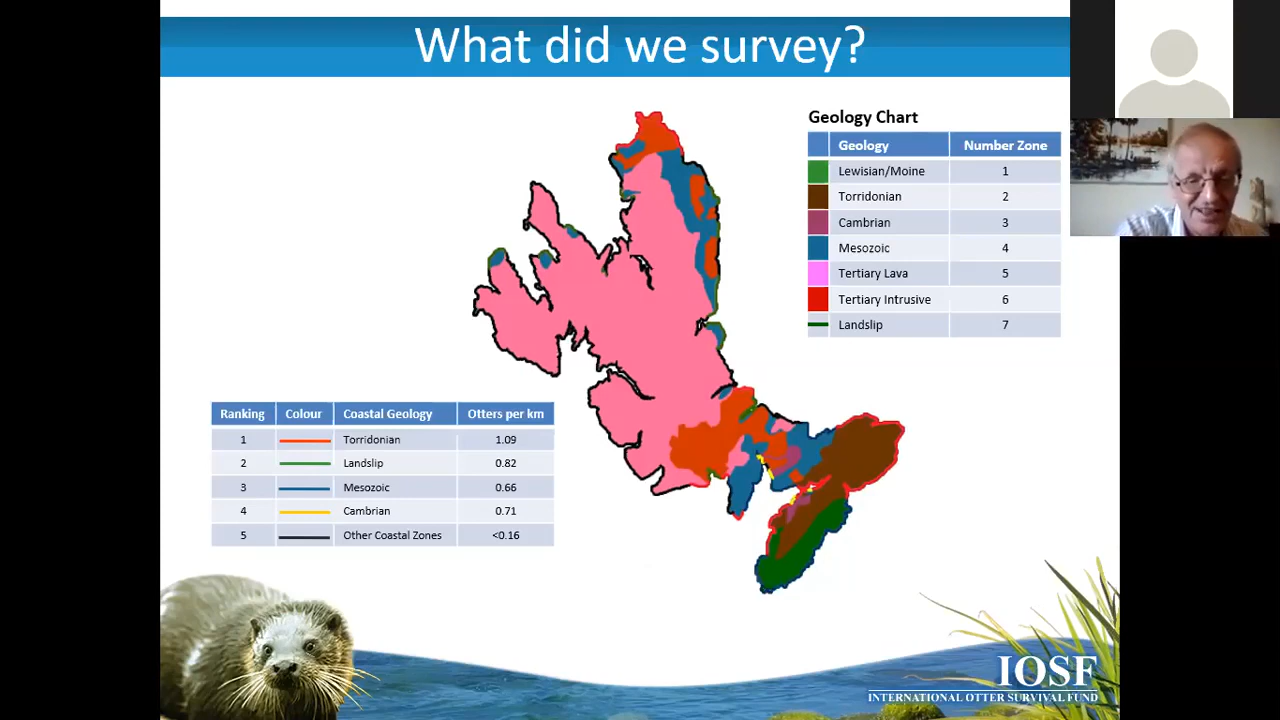 What did we survey?
Geology Chart
Geology Number Zone
Lewisian/Moine 1
Torridonian 2
Cambrian 3
Mesozoic 4
Tertiary Lava 5
Tertiary Intrusive 6
Landslip 7
Ranking Colour Coastal Geology Otters per km
1 Torridonian 1.09
2 Landslip 0.82
3 Mesozoic 0.66
4 Cambrian 0.71
5 Other Coastal Zones <0.16
IOSF
INTERNATIONAL OTTER SURVIVAL FUND